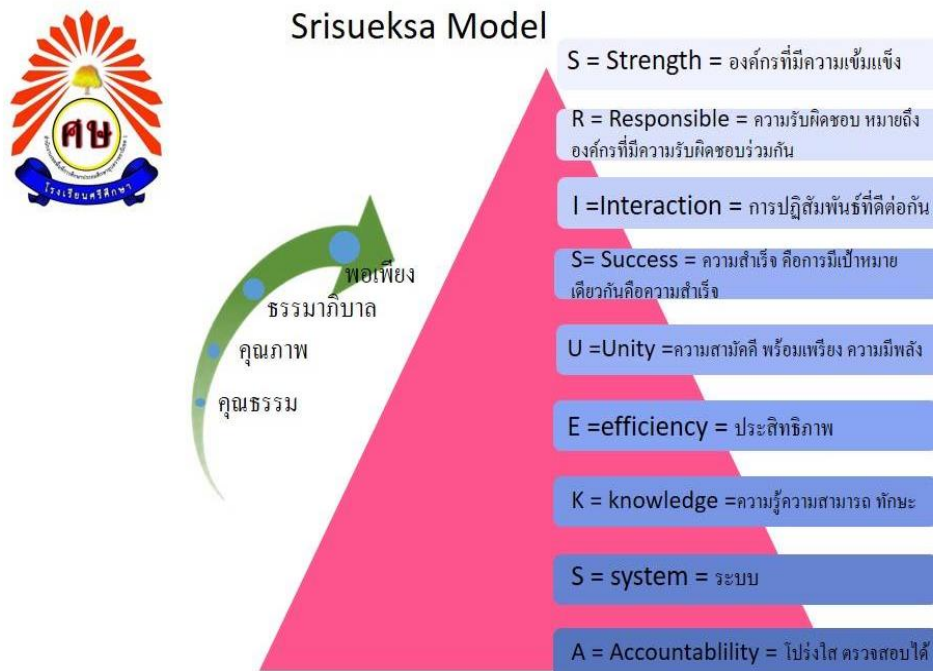 Srisueksa Model
ศษ
โรงเรียนศรีศึกษา
S = Strength = องค์กรที่มีความเข้มแข็ง
R = Responsible = ความรับผิดชอบ หมายถึง
องค์กรที่มีความรับผิดชอบร่วมกัน
I =Interaction = การปฏิสัมพันธ์ที่ดีต่อกัน
S= Success = ความสำเร็จ คือการมีเป้าหมาย
เดียวกันคือความสำเร็จ
U =Unity =ความสามัคคี พร้อมเพรียง ความมีพลัง
E =efficiency = ประสิทธิภาพ
K = knowledge =ความรู้ความสามารถ ทักษะ
S = system = ระบบ
A = Accountablility = โปร่งใส ตรวจสอบได้
พอเพียง
ธรรมาภิบาล
คุณภาพ
คุณธรรม